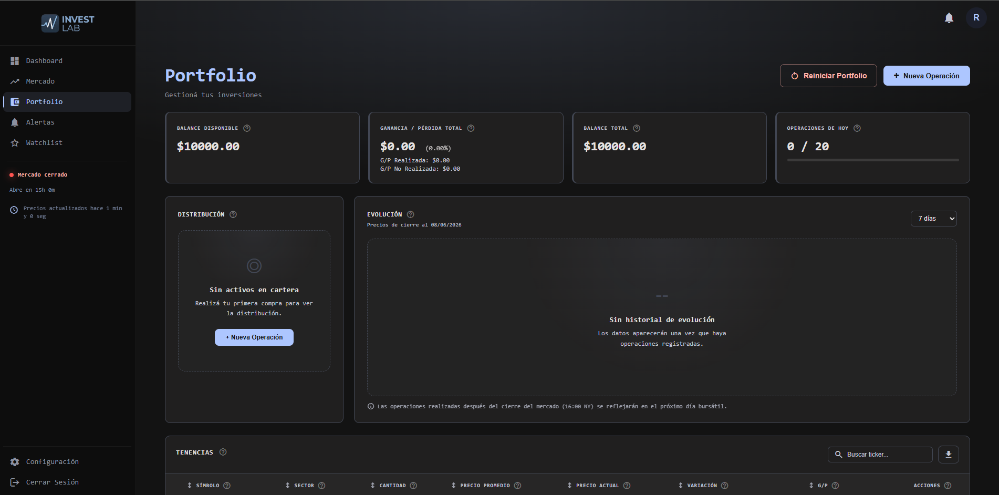 INVEST
LAB
R
Dashboard
Mercado
Portfolio
Alertas
Watchlist
Mercado cerrado
Abre en 15h 0m
Precios actualizados hace 1 min
y 0 seg
Configuración
Cerrar Sesión
Portfolio
Gestioná tus inversiones
Reiniciar Portfolio
+ Nueva Operación
BALANCE DISPONIBLE
$10000.00
GANANCIA / PÉRDIDA TOTAL
$0.00 (0.00%)
G/P Realizada: $0.00
G/P No Realizada: $0.00
BALANCE TOTAL
$10000.00
OPERACIONES DE HOY
0 / 20
DISTRIBUCIÓN
Sin activos en cartera
Realizá tu primera compra para ver
la distribución.
+ Nueva Operación
EVOLUCIÓN
Precios de cierre al 08/06/2026
7 días
Sin historial de evolución
Los datos aparecerán una vez que haya
operaciones registradas.
Las operaciones realizadas después del cierre del mercado (16:00 NY) se reflejarán en el próximo día bursátil.
TENENCIAS
Buscar ticker...
SÍMBOLO SECTOR CANTIDAD PRECIO PROMEDIO PRECIO ACTUAL VARIACIÓN G/P ACCIONES